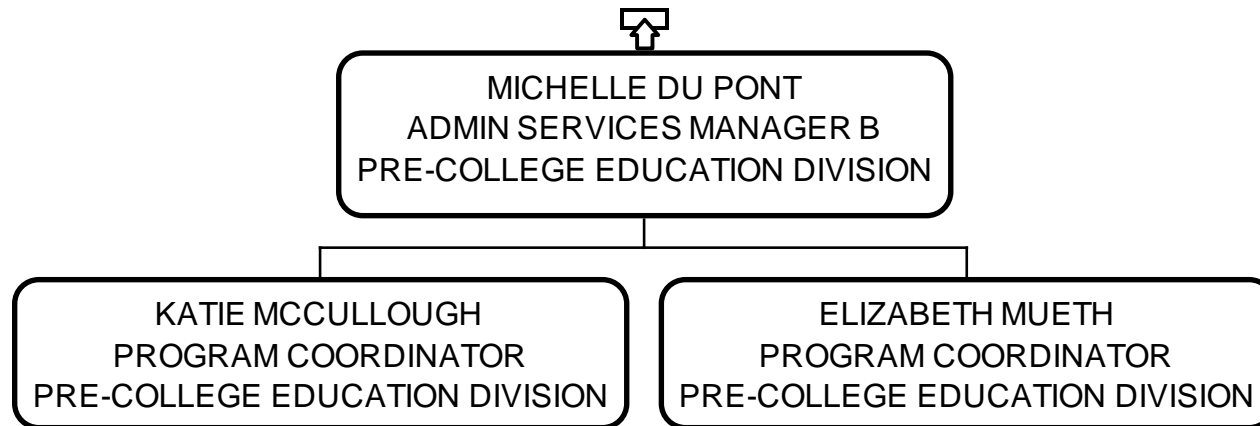 MICHELLE DU PONT
ADMIN SERVICES MANAGER B
PRE-COLLEGE EDUCATION DIVISION
KATIE MCCULLOUGH
PROGRAM COORDINATOR
PRE-COLLEGE EDUCATION DIVISION
ELIZABETH MUETH
PROGRAM COORDINATOR
PRE-COLLEGE EDUCATION DIVISION